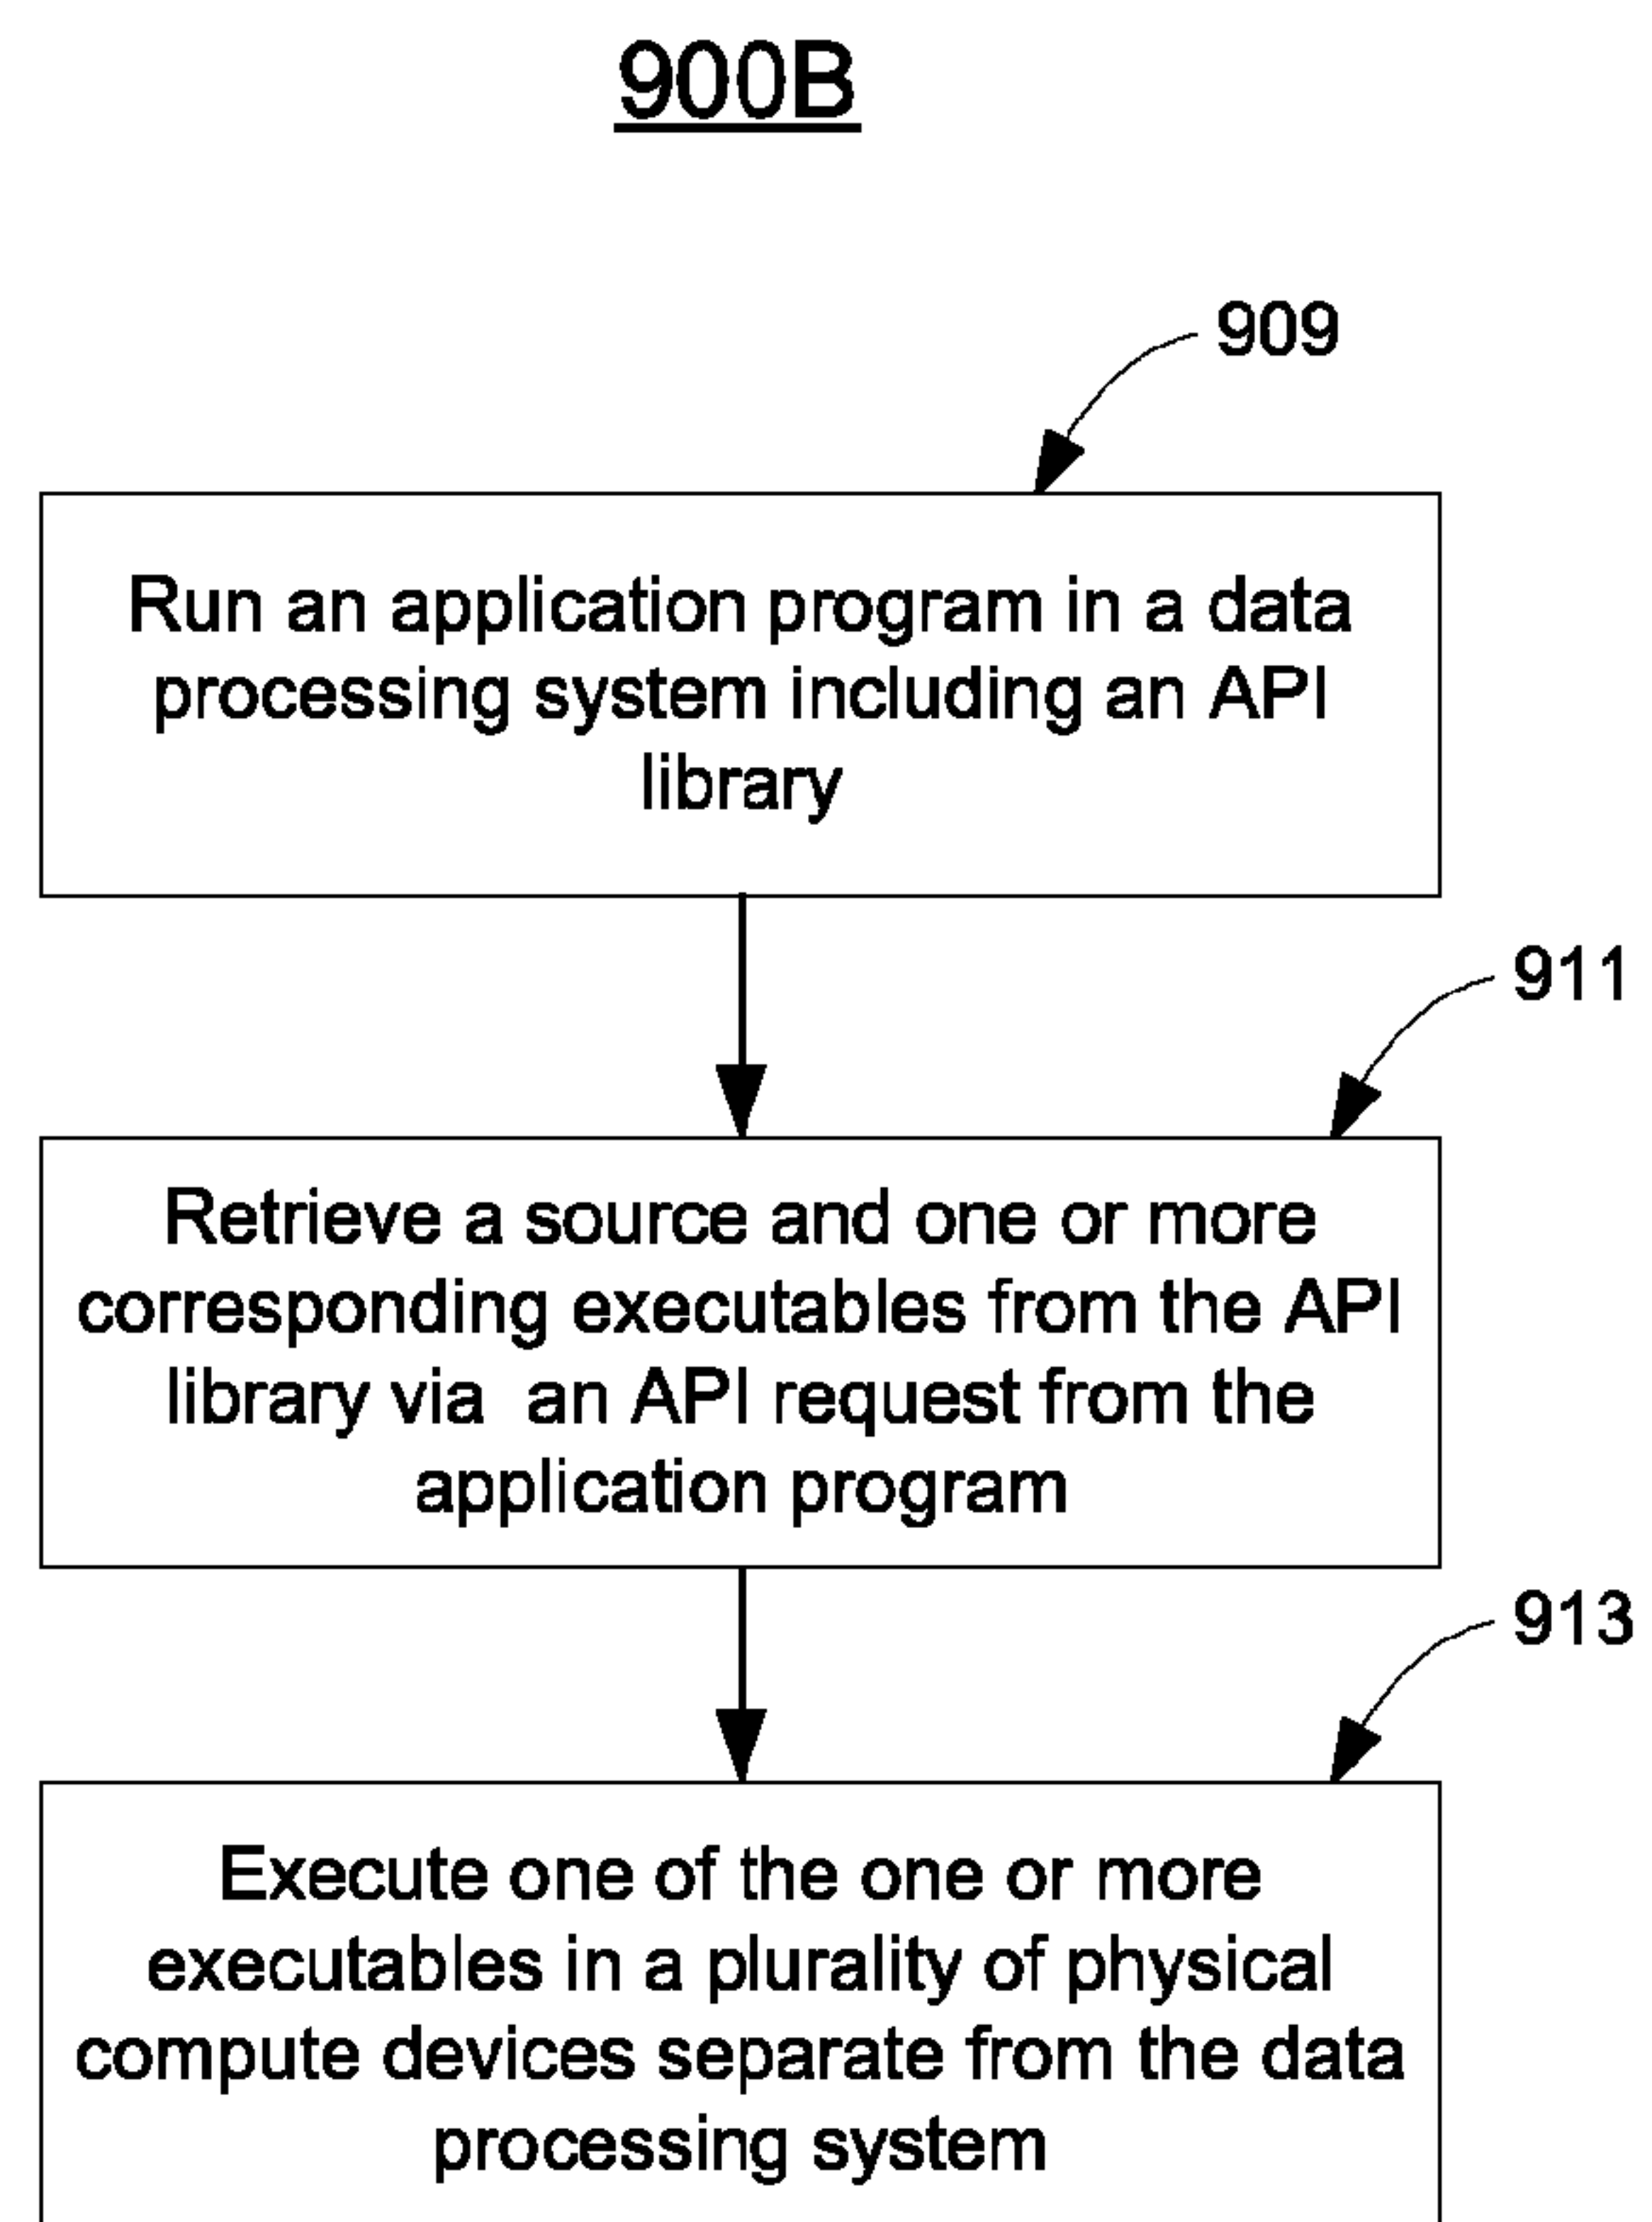 900B
909
Run an application program in a data
processing system including an API
library
911
Retrieve a source and one or more
corresponding executables from the API
library via  an API request from the
application program
913
Execute one of the one or more
executables in a plurality of physical
compute devices separate from the data
processing system